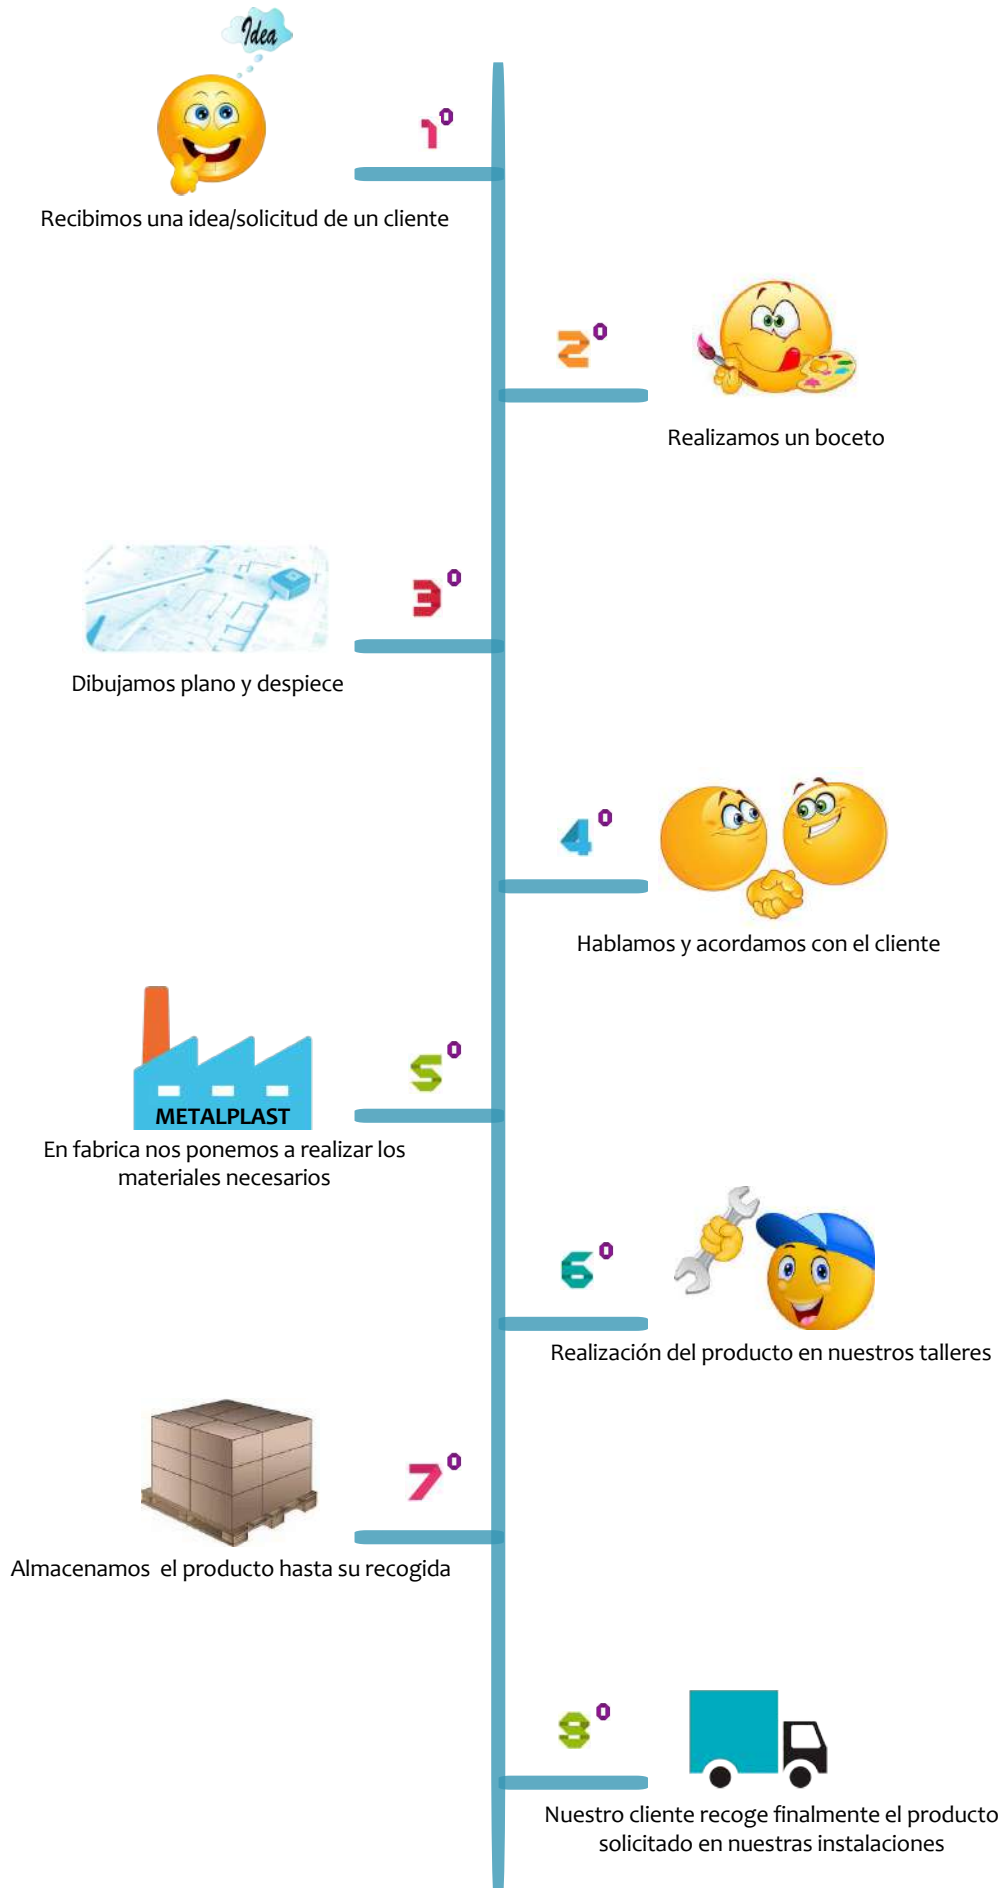 Idea
1º
Recibimos una idea/solicitud de un cliente
2º
Realizamos un boceto
3º
Dibujamos plano y despiece
4º
Hablamos y acordamos con el cliente
METALPLAST
5º
En fabrica nos ponemos a realizar los
materiales necesarios
6º
Realización del producto en nuestros talleres
7º
Almacenamos el producto hasta su recogida
8º
Nuestro cliente recoge finalmente el producto
solicitado en nuestras instalaciones